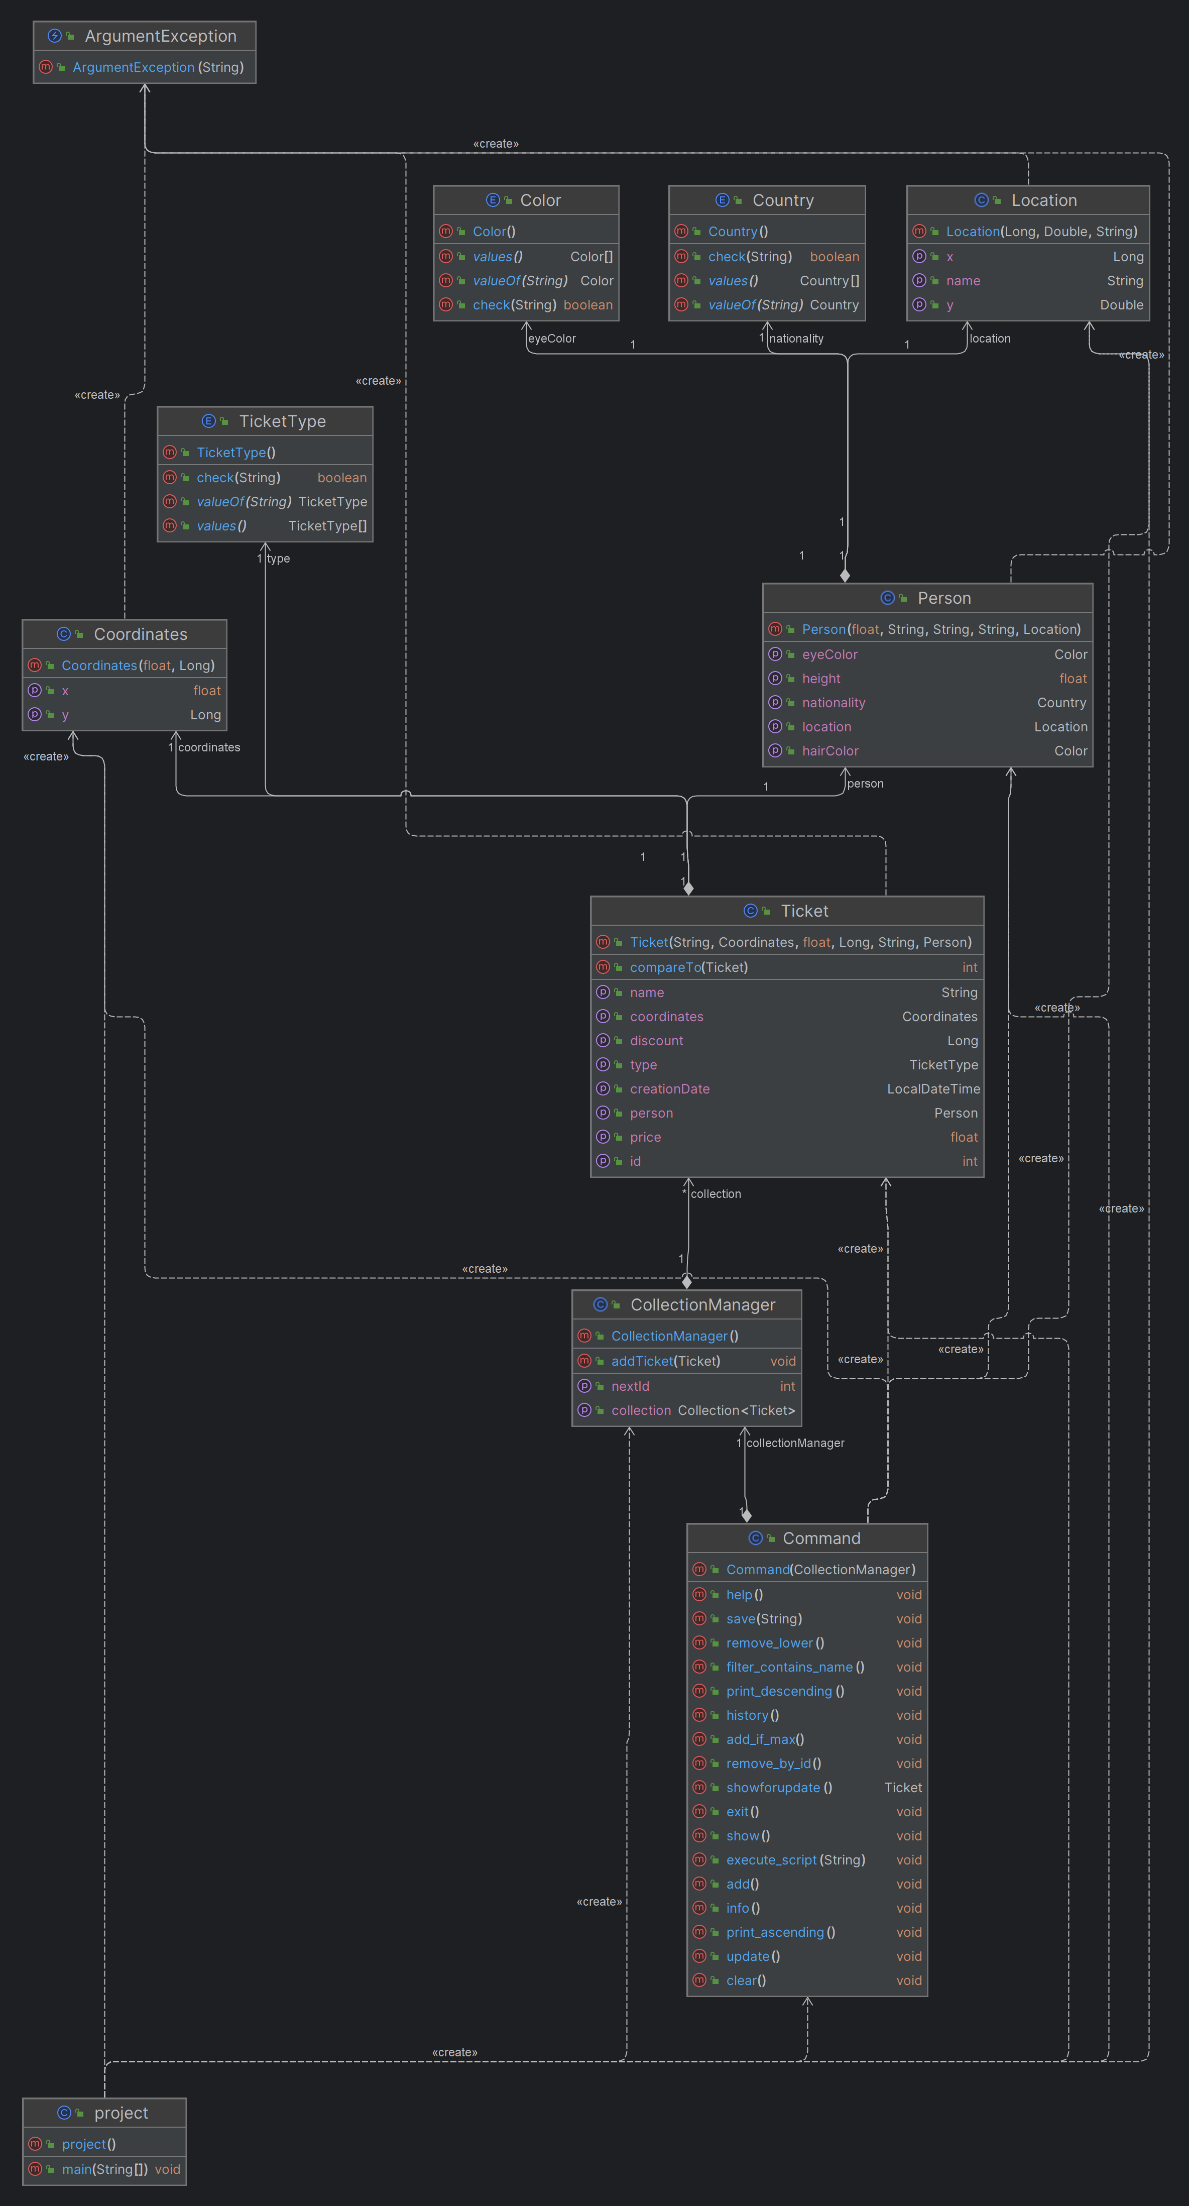 ArgumentException
ArgumentException(String)
«create»
Color
Color()
values() Color[]
valueOf(String) Color
check(String) boolean
Country
Country()
check(String) boolean
values() Country[]
valueOf(String) Country
Location
Location(Long, Double, String)
x Long
name String
y Double
eyeColor
1
1 nationality
1
location
«create»
«create»
«create»
TicketType
TicketType()
check(String) boolean
valueOf(String) TicketType
values() TicketType[]
1 type
1
1
1
Person
Person(float, String, String, String, Location)
eyeColor Color
height float
nationality Country
location Location
hairColor Color
Coordinates
Coordinates(float, Long)
x float
y Long
«create»
1 coordinates
1
person
1
1
1
Ticket
Ticket(String, Coordinates, float, Long, String, Person)
compareTo(Ticket) int
name String
coordinates Coordinates
discount Long
type TicketType
creationDate LocalDateTime
person Person
price float
id int
«create»
«create»
* collection
«create»
«create»
1
«create»
CollectionManager
CollectionManager()
addTicket(Ticket) void
nextId int
collection Collection<Ticket>
«create»
«create»
1 collectionManager
1
Command
Command(CollectionManager)
help() void
save(String) void
remove_lower() void
filter_contains_name() void
print_descending() void
history() void
add_if_max() void
remove_by_id() void
showforupdate() Ticket
exit() void
show() void
execute_script(String) void
add() void
info() void
print_ascending() void
update() void
clear() void
«create»
«create»
project
project()
main(String[]) void